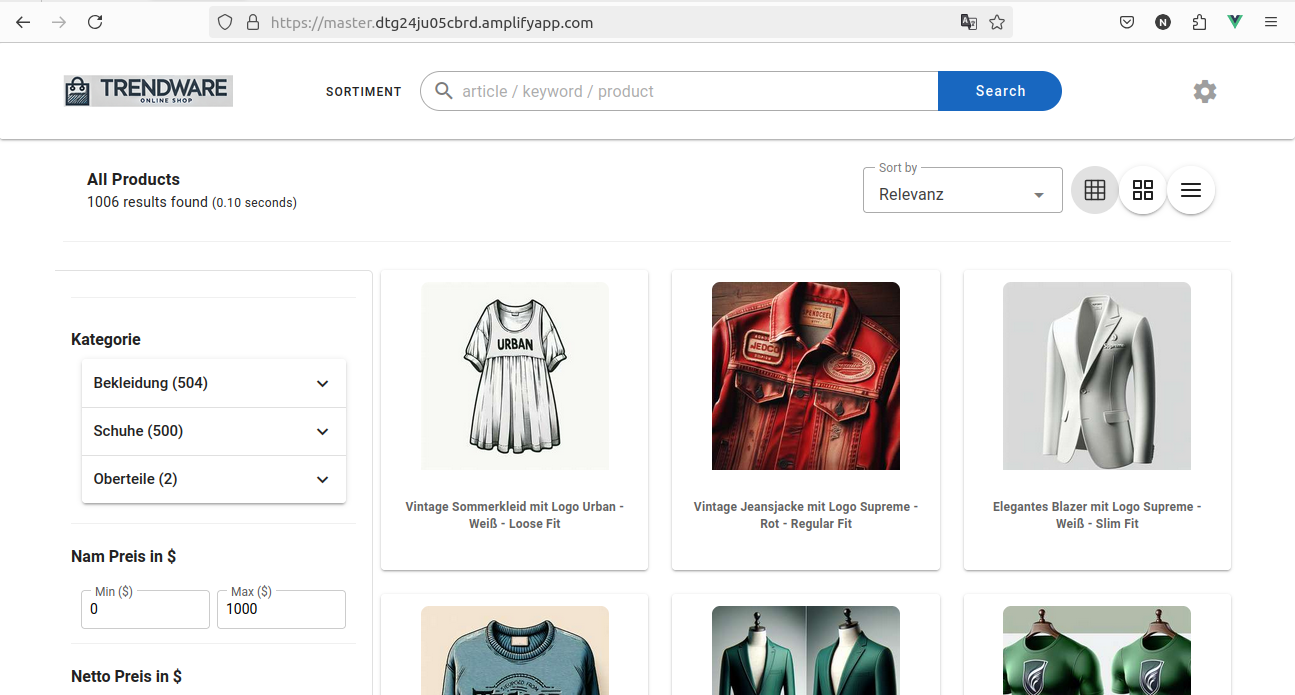 https://master.dtg24ju05cbrd.amplifyapp.com
N
TRENDWARE
ONLINE SHOP
SORTIMENT
article / keyword / product
Search
All Products
1006 results found (0.10 seconds)
Sort by
Relevanz
Kategorie
Bekleidung (504)
Schuhe (500)
Oberteile (2)
Nam Preis in $
Min ($)
0
Max ($)
1000
Netto Preis in $
URBAN
Vintage Sommerkleid mit Logo Urban -
Weiß - Loose Fit
JEDCO
Vintage Jeansjacke mit Logo Supreme -
Rot - Regular Fit
Elegantes Blazer mit Logo Supreme -
Weiß - Slim Fit